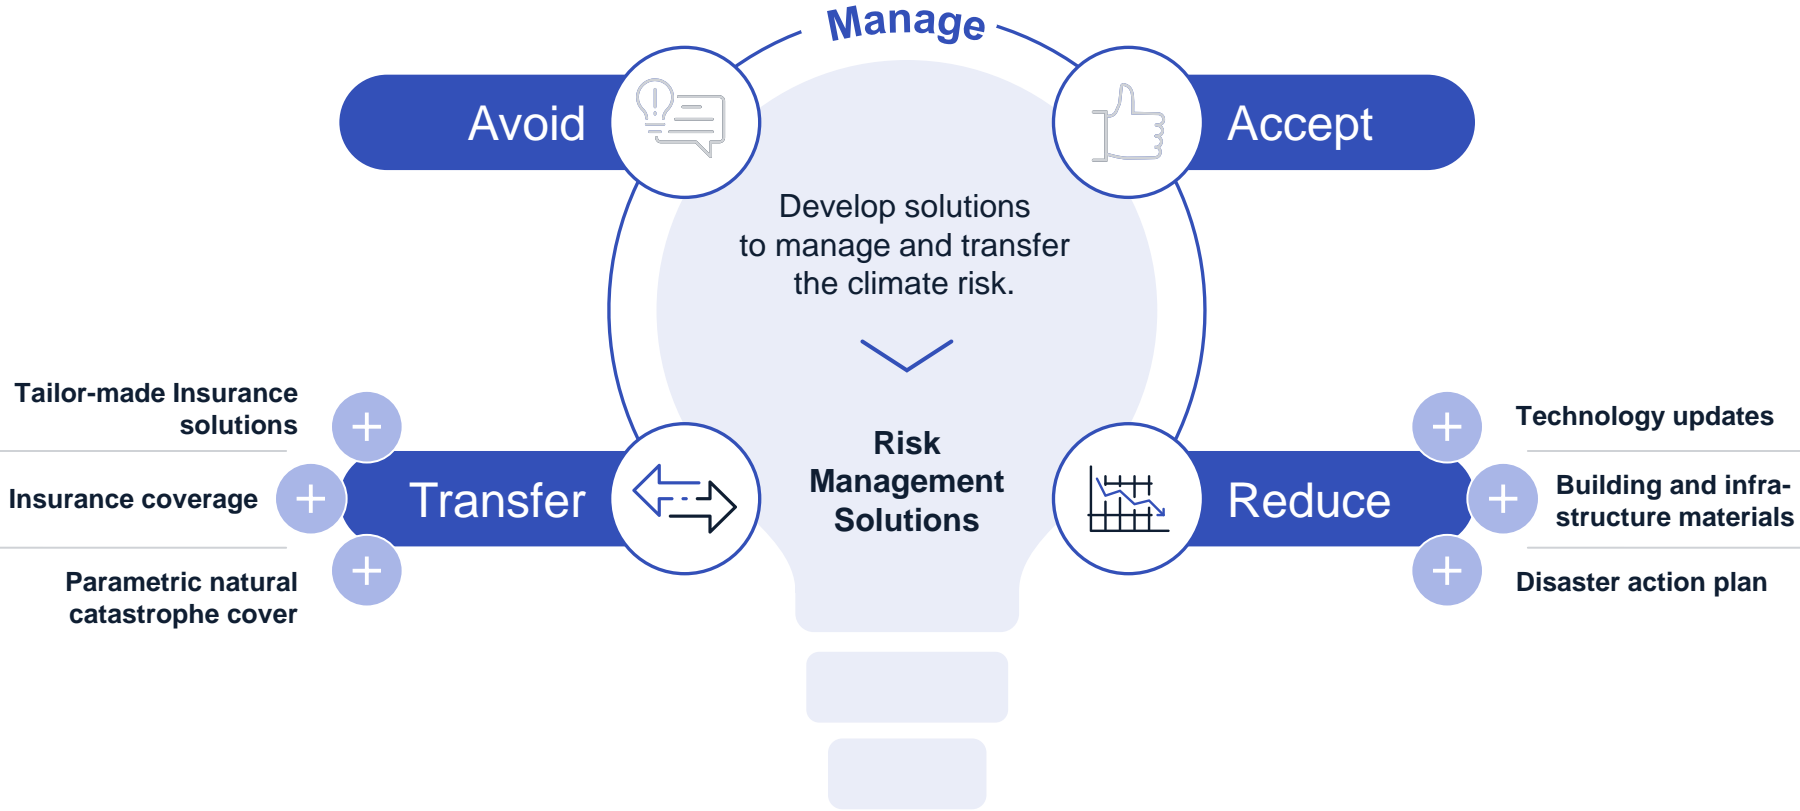 Manage
Avoid
Accept
Develop solutions
to manage and transfer
the climate risk.
Risk
Management
Solutions
Tailor-made Insurance
solutions
Insurance coverage
Parametric natural
catastrophe cover
Transfer
Reduce
Technology updates
Building and infra-
structure materials
Disaster action plan